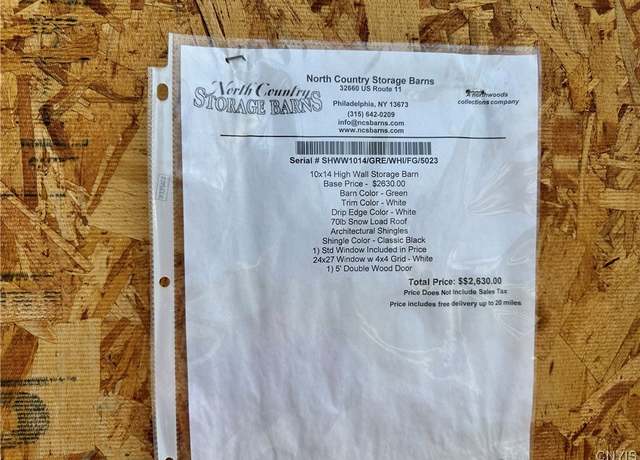 North Country
STORAGE BARNS
North Country Storage Barns
32660 US Route 11
Philadelphia, NY 13673
(315) 642-0209
info@ncsbarns.com
www.ncsbarns.com
A northwoods
collections company
Serial # SHWW1014/GRE/WHI/FG/5023
10x14 High Wall Storage Barn
Base Price - $2630.00
Barn Color - Green
Trim Color - White
Drip Edge Color - White
70lb Snow Load Roof
Architectural Shingles
Shingle Color - Classic Black
1) Std Window Included in Price
24x27 Window w 4x4 Grid - White
1) 5' Double Wood Door
Total Price: $$2,630.00
Price Does Not Include Sales Tax
Price includes free delivery up to 20 miles
CNYIS